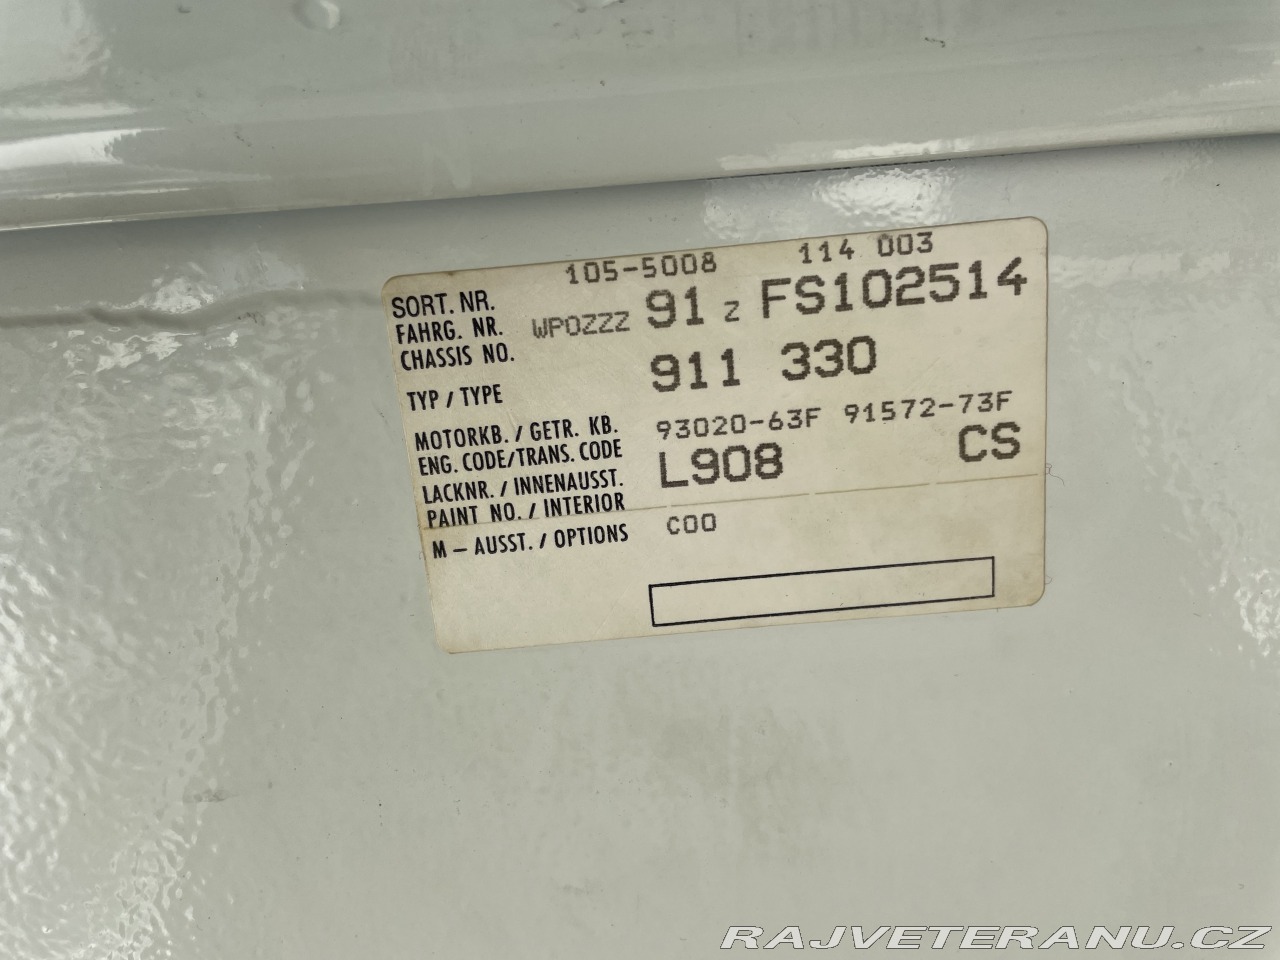 105-5008 114 003
SORT. NR.
FAHRG. NR. WPOZZZ 91 Z FS102514
CHASSIS NO.
TYP / TYPE 911 330
MOTORKB. / GETR. KB. 93020-63F 91572-73F
ENG. CODE/TRANS. CODE
LACKNR. / INNENAUSST. L908 CS
PAINT NO. / INTERIOR
M – AUSST. / OPTIONS C00
RAJVETERANU.CZ